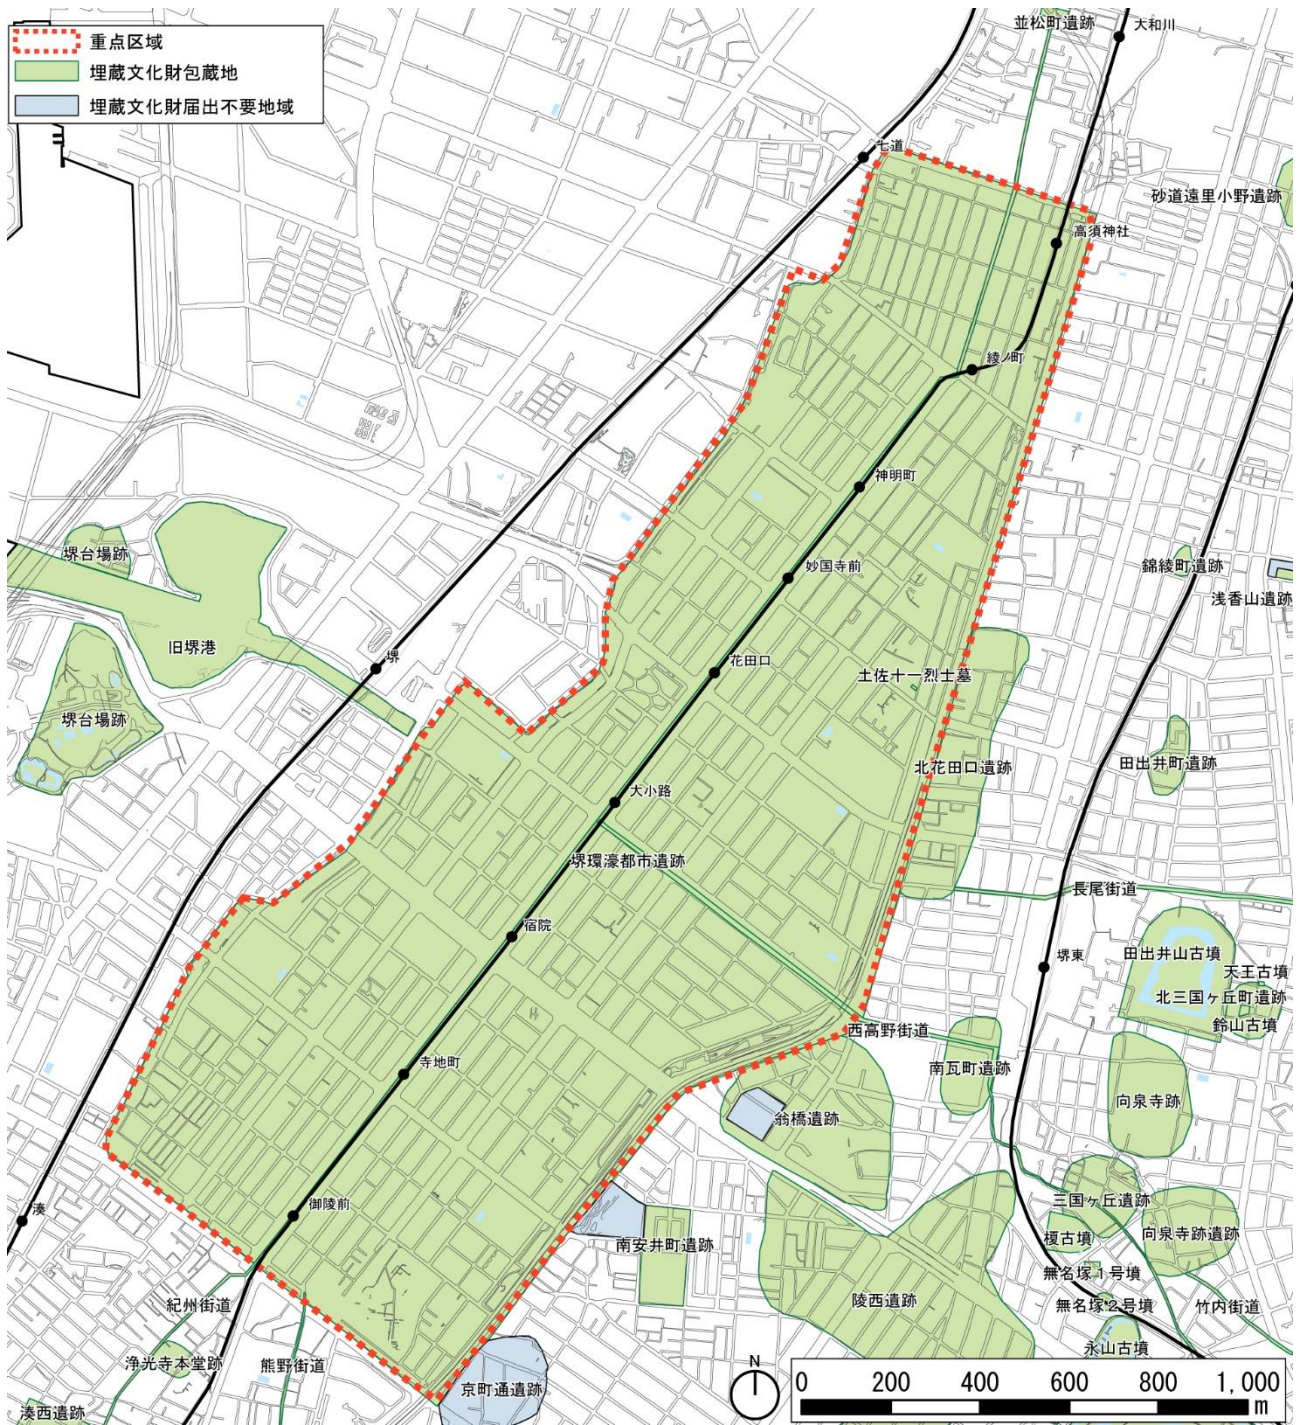 重点区域
埋蔵文化財包蔵地
埋蔵文化財届出不要地域
並松町遺跡
大和川
七道
砂道遠里小野遺跡
高須神社
綾ノ町
神明町
堺台場跡
錦綾町遺跡
妙国寺前
浅香山遺跡
旧堺港
堺
花田口
土佐十一烈士墓
堺台場跡
北花田口遺跡
田出井町遺跡
大小路
堺環濠都市遺跡
長尾街道
宿院
堺東
田出井山古墳
天王古墳
北三国ヶ丘町遺跡
鈴山古墳
西高野街道
寺地町
南瓦町遺跡
向泉寺跡
翁橋遺跡
御陵前
湊
三国ヶ丘遺跡
榎古墳
向泉寺跡遺跡
南安井町遺跡
無名塚1号墳
陵西遺跡
紀州街道
無名塚2号墳
竹内街道
永山古墳
浄光寺本堂跡
熊野街道
京町通遺跡
湊西遺跡
N
0 200 400 600 800 1,000
m